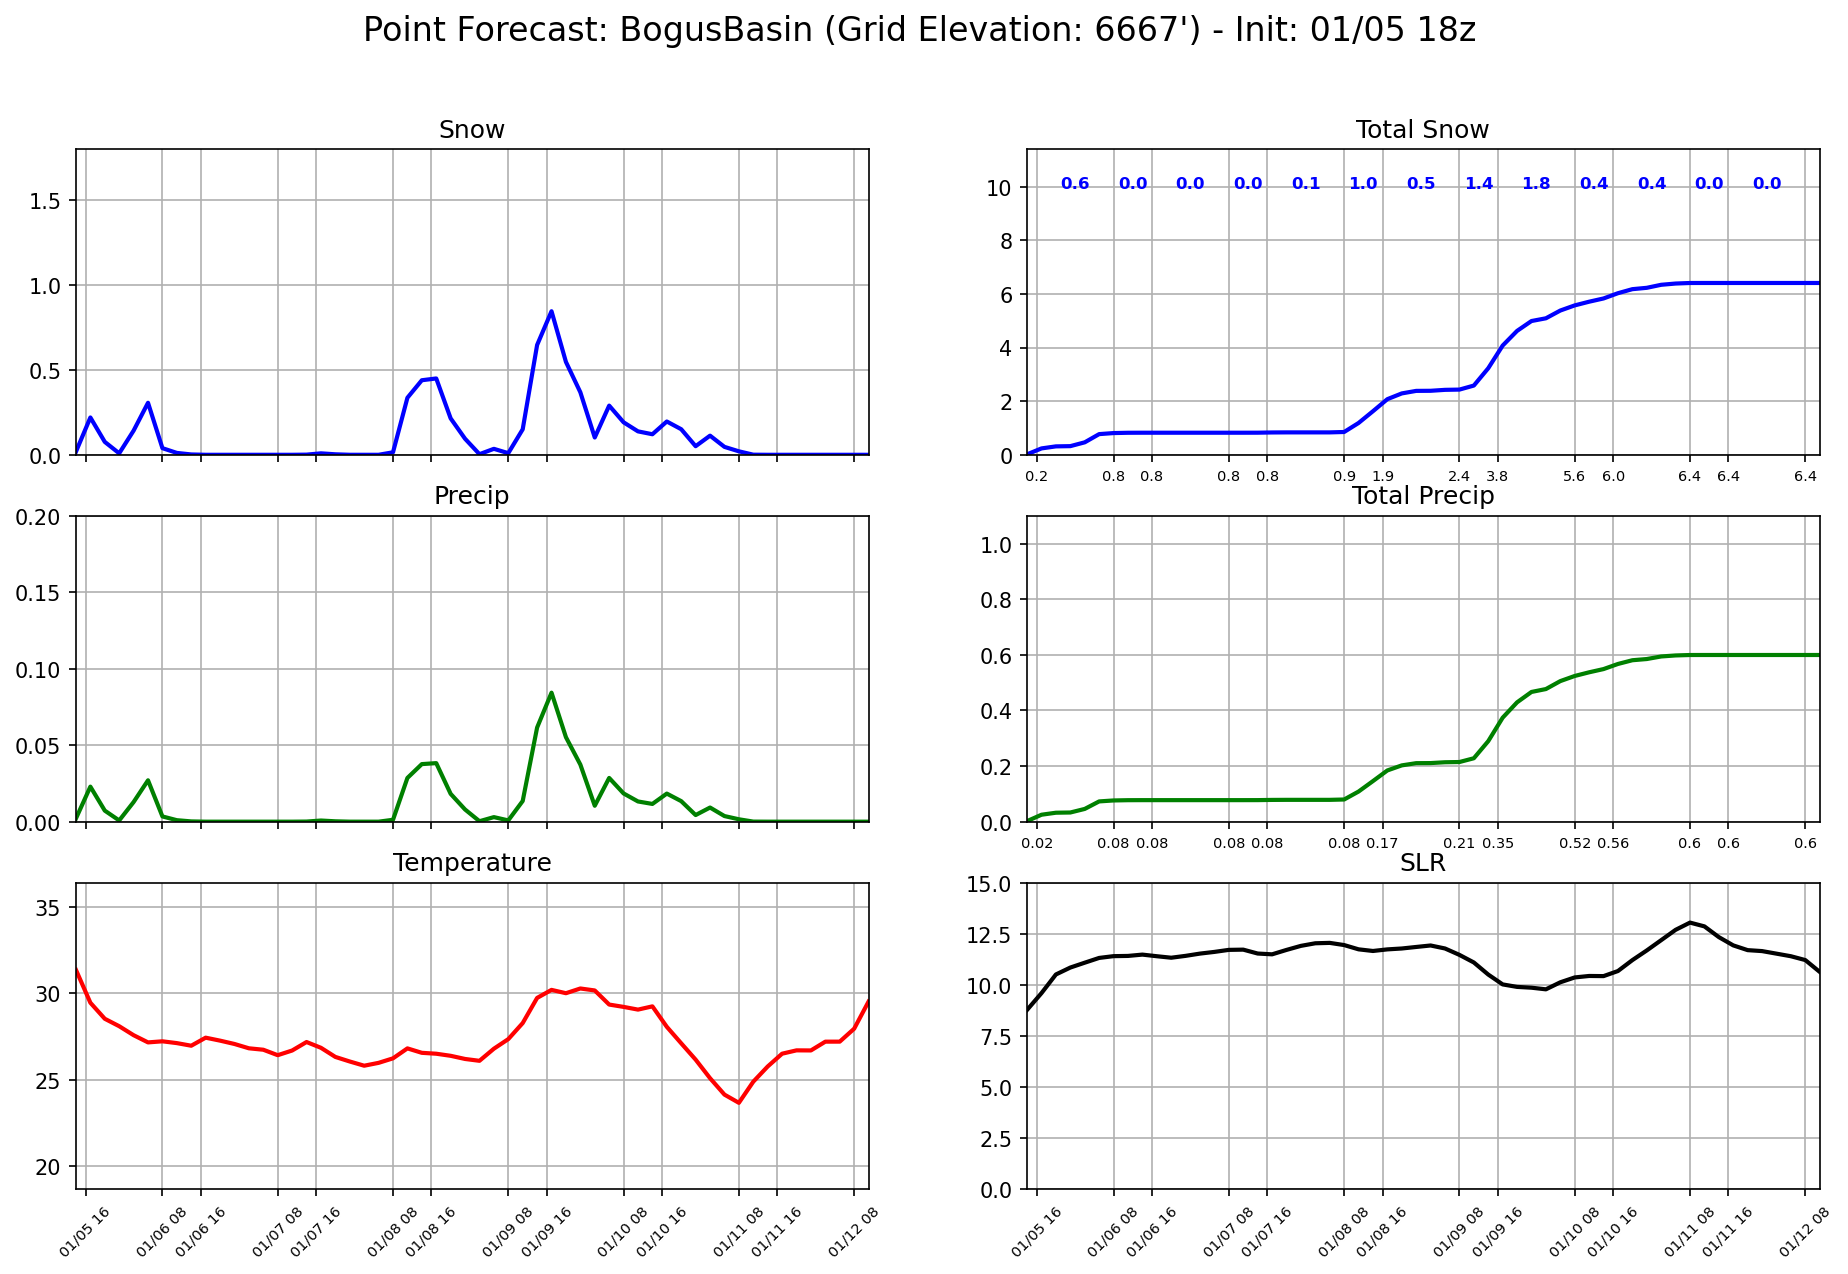 Point Forecast: BogusBasin (Grid Elevation: 6667') - Init: 01/05 18z
Snow
1.5
1.0
0.5
0.0
Total Snow
10
8
6
4
2
0
0.6 0.0 0.0 0.0 0.1 1.0 0.5 1.4 1.8 0.4 0.4 0.0 0.0
0.2 0.8 0.8 0.8 0.8 0.9 1.9 2.4 3.8 5.6 6.0 6.4 6.4 6.4
Precip
0.20
0.15
0.10
0.05
0.00
Total Precip
1.0
0.8
0.6
0.4
0.2
0.0
0.02 0.08 0.08 0.08 0.08 0.08 0.17 0.21 0.35 0.52 0.56 0.6 0.6 0.6
Temperature
35
30
25
20
01/05 16 01/06 08 01/06 16 01/07 08 01/07 16 01/08 08 01/08 16 01/09 08 01/09 16 01/10 08 01/10 16 01/11 08 01/11 16 01/12 08
SLR
15.0
12.5
10.0
7.5
5.0
2.5
0.0
01/05 16 01/06 08 01/06 16 01/07 08 01/07 16 01/08 08 01/08 16 01/09 08 01/09 16 01/10 08 01/10 16 01/11 08 01/11 16 01/12 08